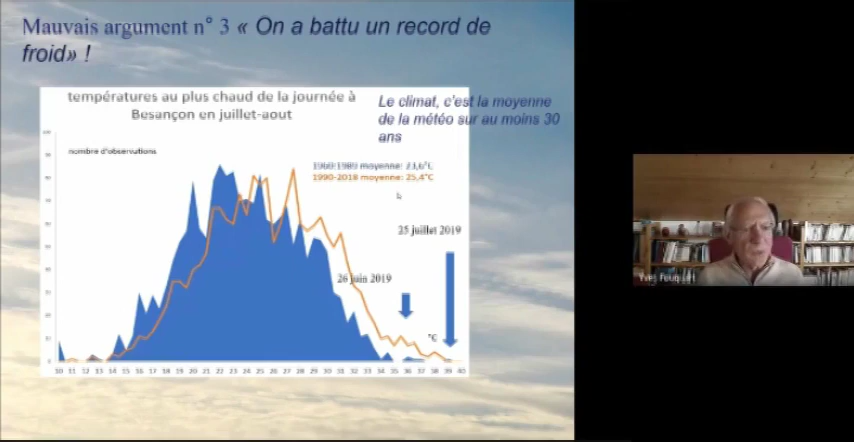 Mauvais argument n° 3 « On a battu un record de
froid» !
températures au plus chaud de la journée à
Besançon en juillet-aout
Le climat, c'est la moyenne
de la météo sur au moins 30
ans
nombre d'observations
1960-1989 moyenne: 23,6°C
1990-2018 moyenne: 25,4°C
25 juillet 2019
26 juin 2019
°C
10 11 12 13 14 15 16 17 18 19 20 21 22 23 24 25 26 27 28 29 30 31 32 33 34 35 36 37 38 39 40
Yves